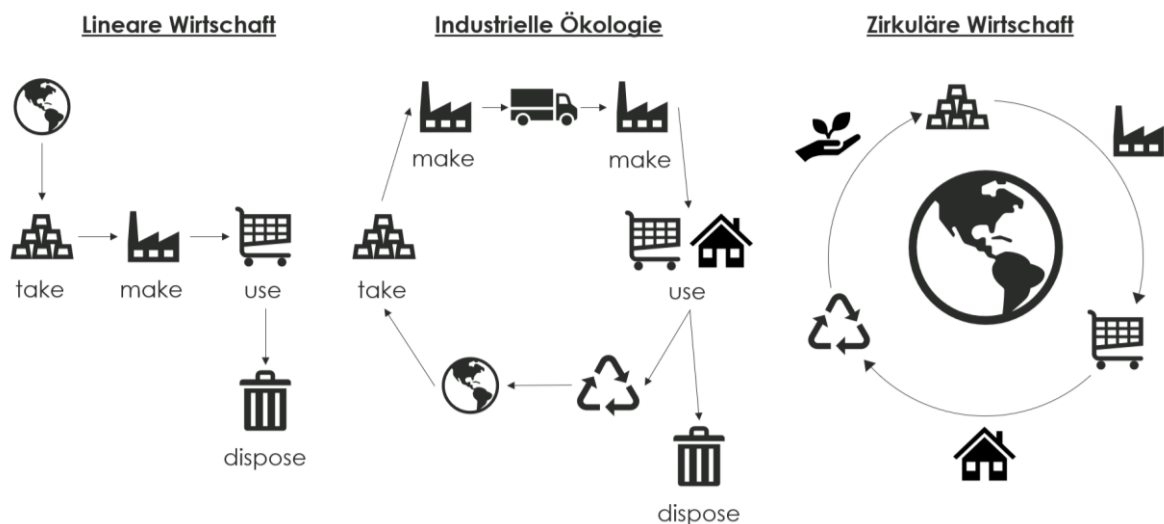 Lineare Wirtschaft
take
make
use
dispose
Industrielle Ökologie
make
make
take
use
dispose
Zirkuläre Wirtschaft